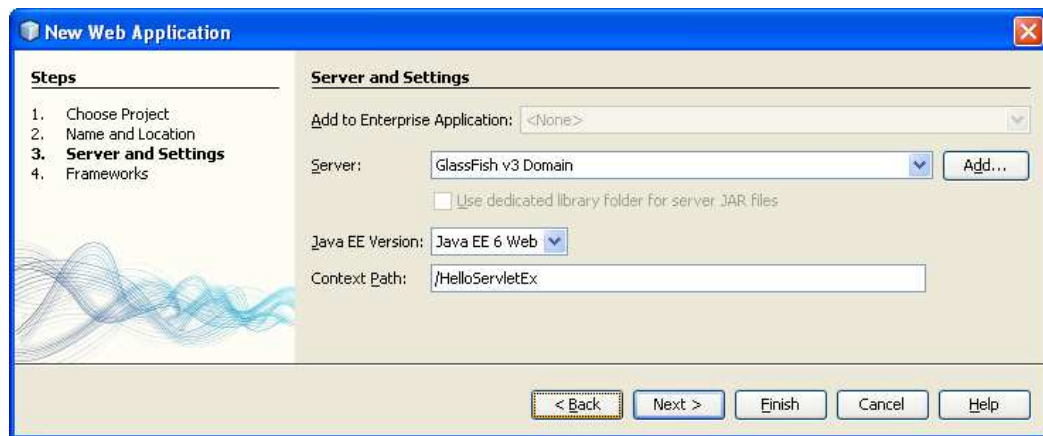 New Web Application
Steps
1. Choose Project
2. Name and Location
3. Server and Settings
4. Frameworks
Server and Settings
Add to Enterprise Application: <None>
Server: GlassFish v3 Domain Add...
Use dedicated library folder for server JAR files
Java EE Version: Java EE 6 Web
Context Path: /HelloServletEx
< Back Next > Finish Cancel Help